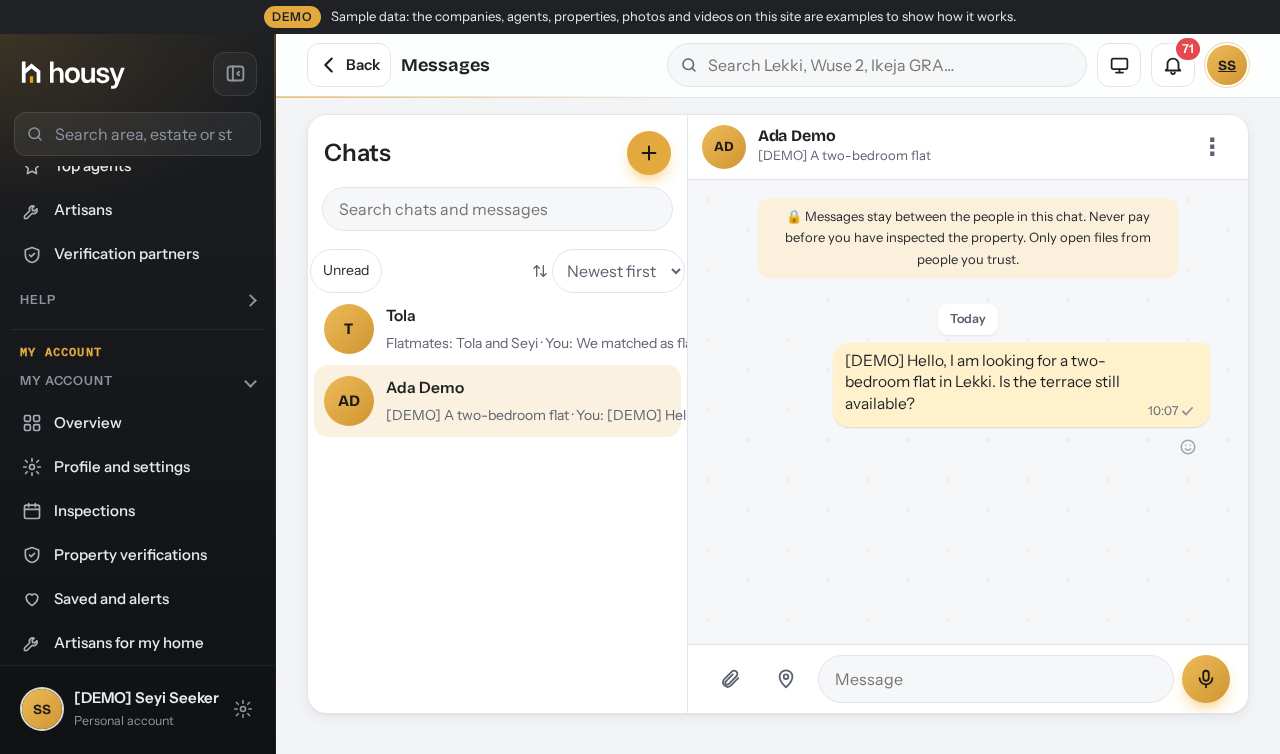 DEMO Sample data: the companies, agents, properties, photos and videos on this site are examples to show how it works.
housy
Search area, estate or st
Top agents
Artisans
Verification partners
HELP
MY ACCOUNT
MY ACCOUNT
Overview
Profile and settings
Inspections
Property verifications
Saved and alerts
Artisans for my home
SS
[DEMO] Seyi Seeker
Personal account
Back
Messages
Search Lekki, Wuse 2, Ikeja GRA...
71
SS
Chats
Search chats and messages
Unread
Newest first
T
Tola
Flatmates: Tola and Seyi · You: We matched as fla
AD
Ada Demo
[DEMO] A two-bedroom flat · You: [DEMO] Hel
AD
Ada Demo
[DEMO] A two-bedroom flat
🔒 Messages stay between the people in this chat. Never pay
before you have inspected the property. Only open files from
people you trust.
Today
[DEMO] Hello, I am looking for a two-
bedroom flat in Lekki. Is the terrace still
available?
10:07
Message